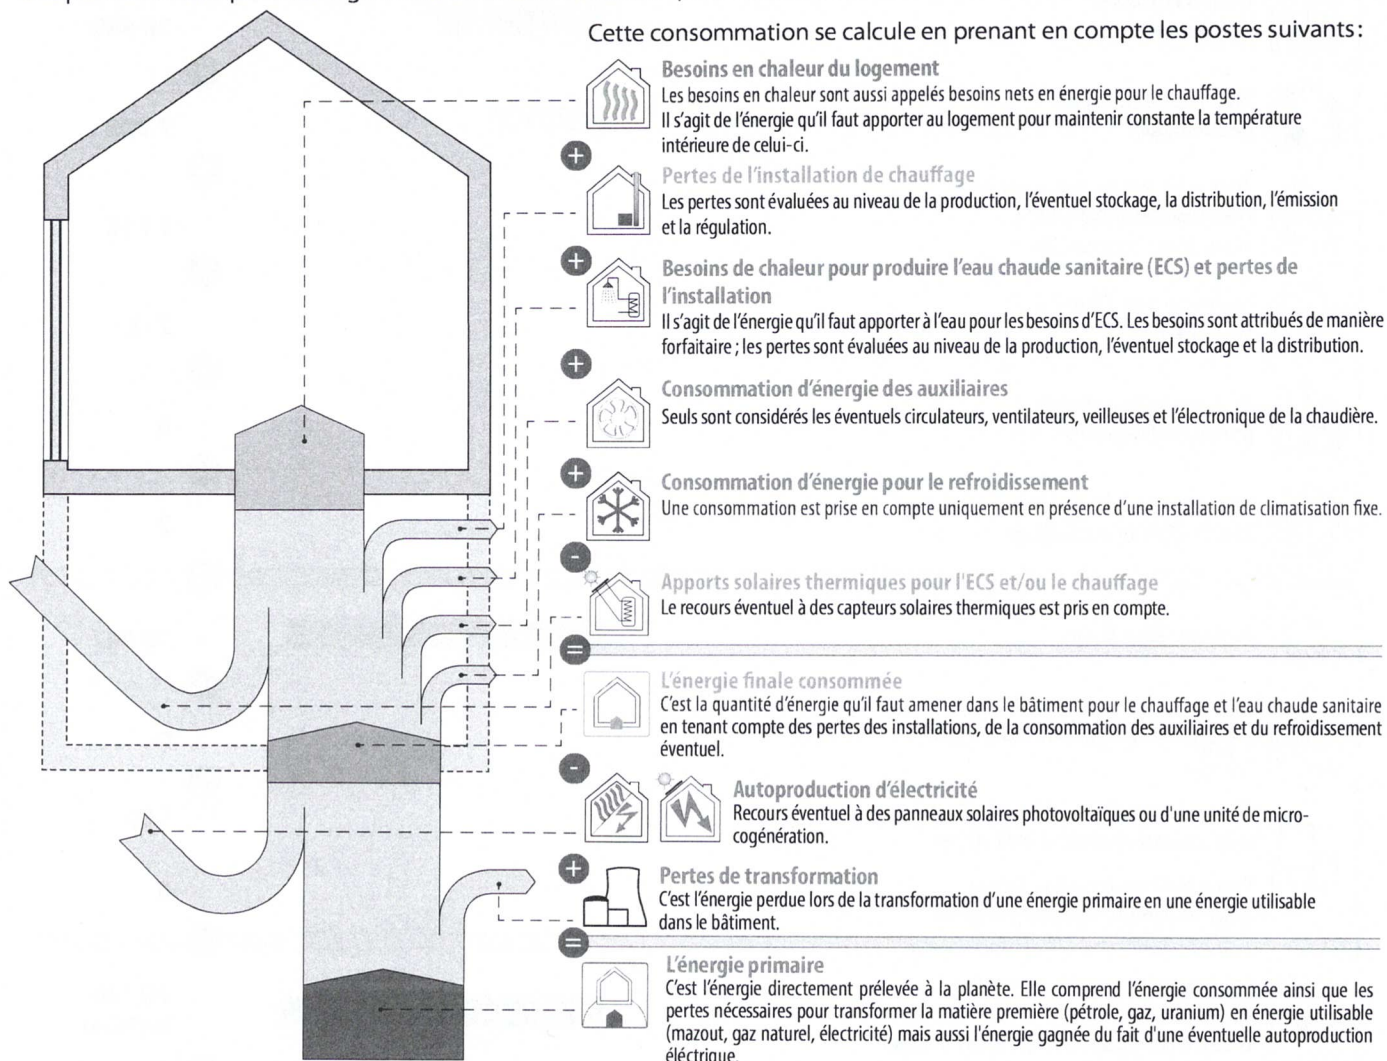 Cette consommation se calcule en prenant en compte les postes suivants :
Besoins en chaleur du logement
Les besoins en chaleur sont aussi appelés besoins nets en énergie pour le chauffage.
Il s'agit de l'énergie qu'il faut apporter au logement pour maintenir constante la température
intérieure de celui-ci.
+
Pertes de l'installation de chauffage
Les pertes sont évaluées au niveau de la production, l'éventuel stockage, la distribution, l'émission
et la régulation.
+
Besoins de chaleur pour produire l'eau chaude sanitaire (ECS) et pertes de
l'installation
Il s'agit de l'énergie qu'il faut apporter à l'eau pour les besoins d'ECS. Les besoins sont attribués de manière
forfaitaire ; les pertes sont évaluées au niveau de la production, l'éventuel stockage et la distribution.
+
Consommation d'énergie des auxiliaires
Seuls sont considérés les éventuels circulateurs, ventilateurs, veilleuses et l'électronique de la chaudière.
+
Consommation d'énergie pour le refroidissement
Une consommation est prise en compte uniquement en présence d'une installation de climatisation fixe.
-
Apports solaires thermiques pour l'ECS et/ou le chauffage
Le recours éventuel à des capteurs solaires thermiques est pris en compte.
=
L'énergie finale consommée
C'est la quantité d'énergie qu'il faut amener dans le bâtiment pour le chauffage et l'eau chaude sanitaire
en tenant compte des pertes des installations, de la consommation des auxiliaires et du refroidissement
éventuel.
-
Autoproduction d'électricité
Recours éventuel à des panneaux solaires photovoltaïques ou d'une unité de micro-
cogénération.
+
Pertes de transformation
C'est l'énergie perdue lors de la transformation d'une énergie primaire en une énergie utilisable
dans le bâtiment.
=
L'énergie primaire
C'est l'énergie directement prélevée à la planète. Elle comprend l'énergie consommée ainsi que les
pertes nécessaires pour transformer la matière première (pétrole, gaz, uranium) en énergie utilisable
(mazout, gaz naturel, électricité) mais aussi l'énergie gagnée du fait d'une éventuelle autoproduction
éléctrique.